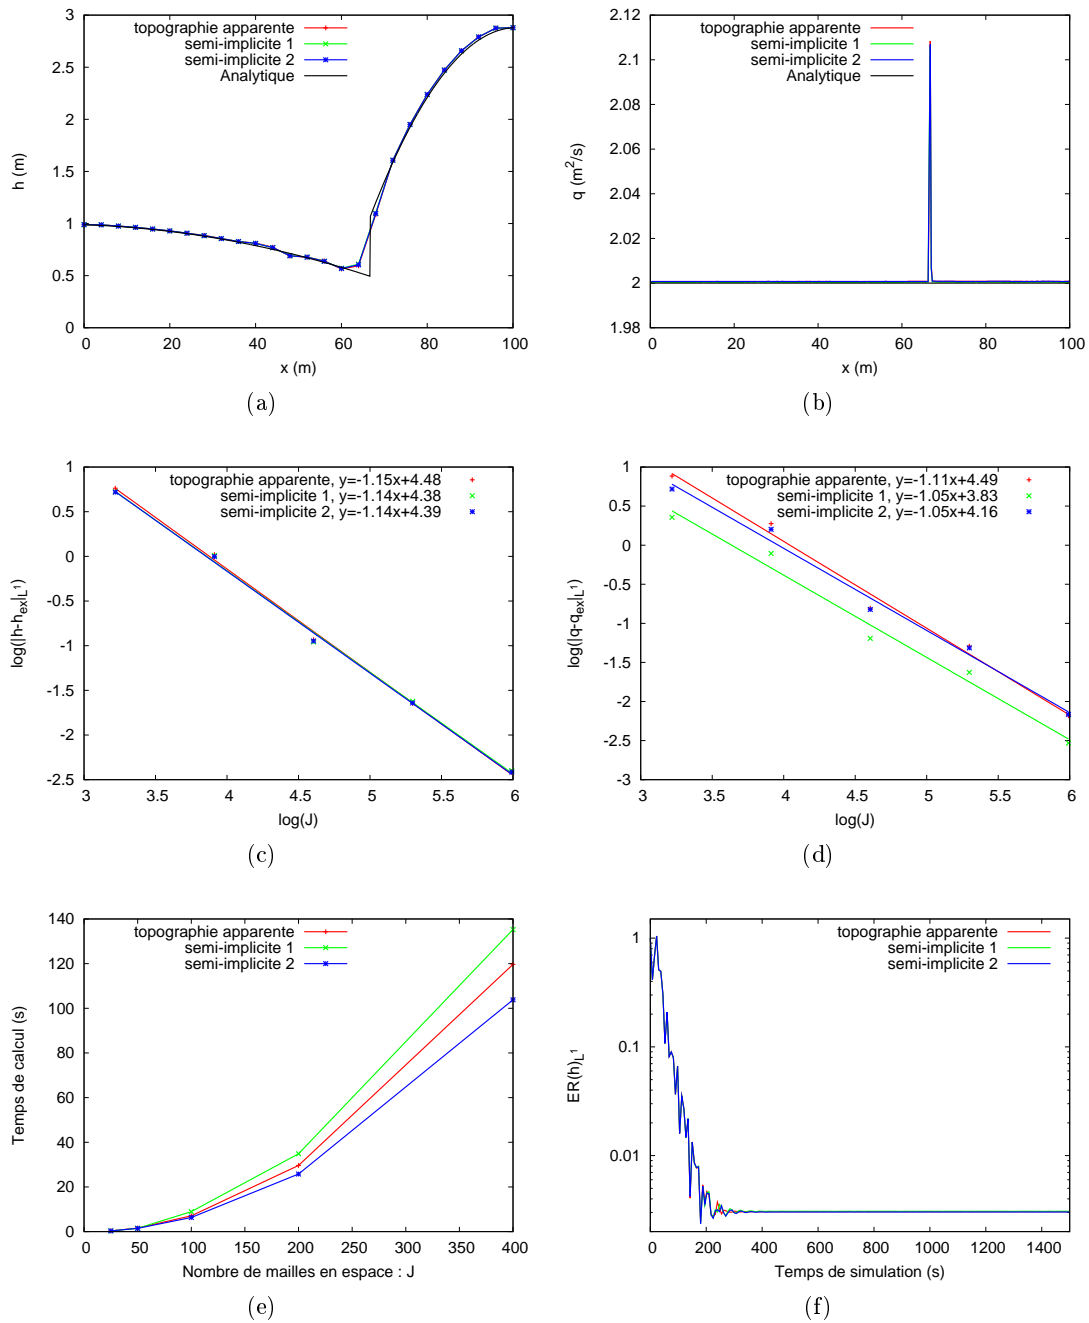 topographie apparente
semi-implicite 1
semi-implicite 2
Analytique
3
2.5
2
1.5
1
0.5
0
h (m)
0 20 40 60 80 100
x (m)
(a)
topographie apparente
semi-implicite 1
semi-implicite 2
Analytique
2.12
2.1
2.08
2.06
2.04
2.02
2
1.98
q (m²/s)
0 20 40 60 80 100
x (m)
(b)
topographie apparente, y=-1.15x+4.48
semi-implicite 1, y=-1.14x+4.38
semi-implicite 2, y=-1.14x+4.39
1
0.5
0
-0.5
-1
-1.5
-2
-2.5
log(|h-h_ex|_L¹)
3 3.5 4 4.5 5 5.5 6
log(J)
(c)
topographie apparente, y=-1.11x+4.49
semi-implicite 1, y=-1.05x+3.83
semi-implicite 2, y=-1.05x+4.16
1
0.5
0
-0.5
-1
-1.5
-2
-2.5
-3
log(|q-q_ex|_L¹)
3 3.5 4 4.5 5 5.5 6
log(J)
(d)
topographie apparente
semi-implicite 1
semi-implicite 2
140
120
100
80
60
40
20
0
Temps de calcul (s)
0 50 100 150 200 250 300 350 400
Nombre de mailles en espace : J
(e)
topographie apparente
semi-implicite 1
semi-implicite 2
1
0.1
0.01
ER(h)_L¹
0 200 400 600 800 1000 1200 1400
Temps de simulation (s)
(f)